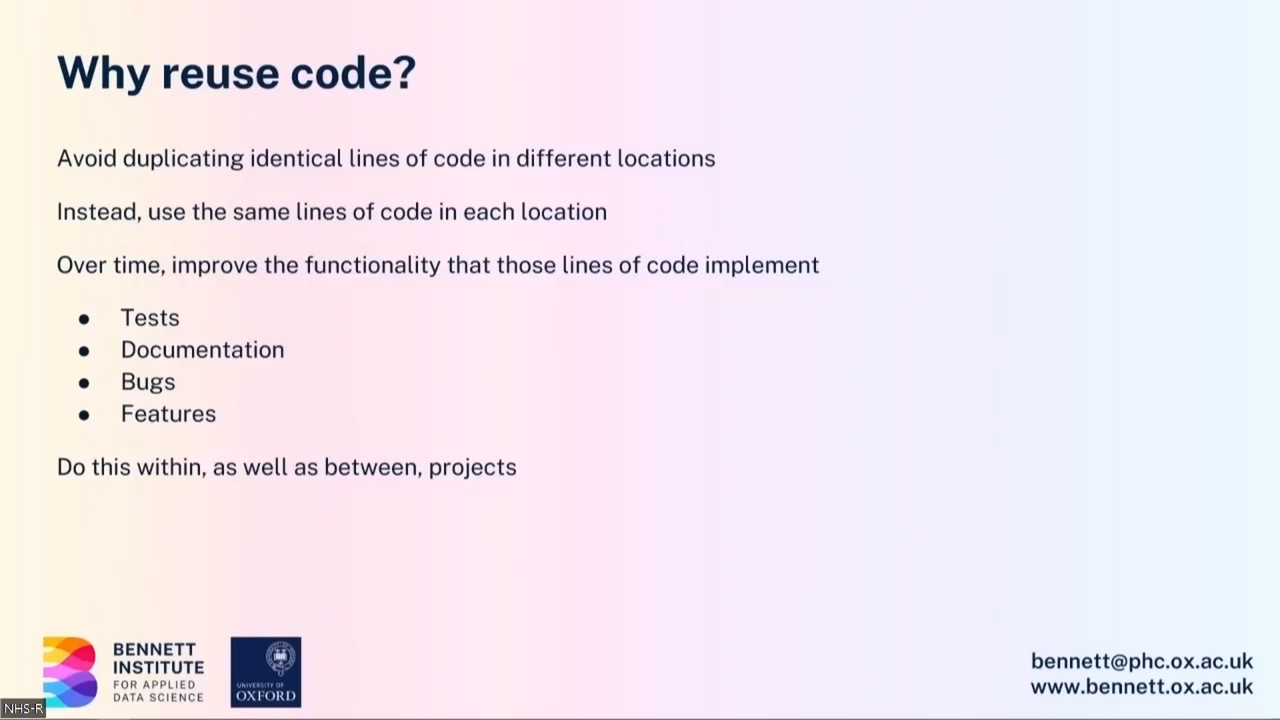 Why reuse code?
Avoid duplicating identical lines of code in different locations
Instead, use the same lines of code in each location
Over time, improve the functionality that those lines of code implement
● Tests
● Documentation
● Bugs
● Features
Do this within, as well as between, projects
BENNETT
INSTITUTE
FOR APPLIED
DATA SCIENCE
UNIVERSITY OF
OXFORD
bennett@phc.ox.ac.uk
www.bennett.ox.ac.uk
NHS-R